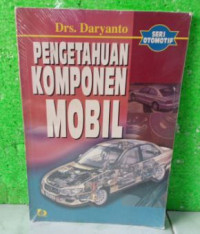 Drs. Daryanto
SERI
OTOMOTIF
PENGETAHUAN
KOMPONEN
MOBIL